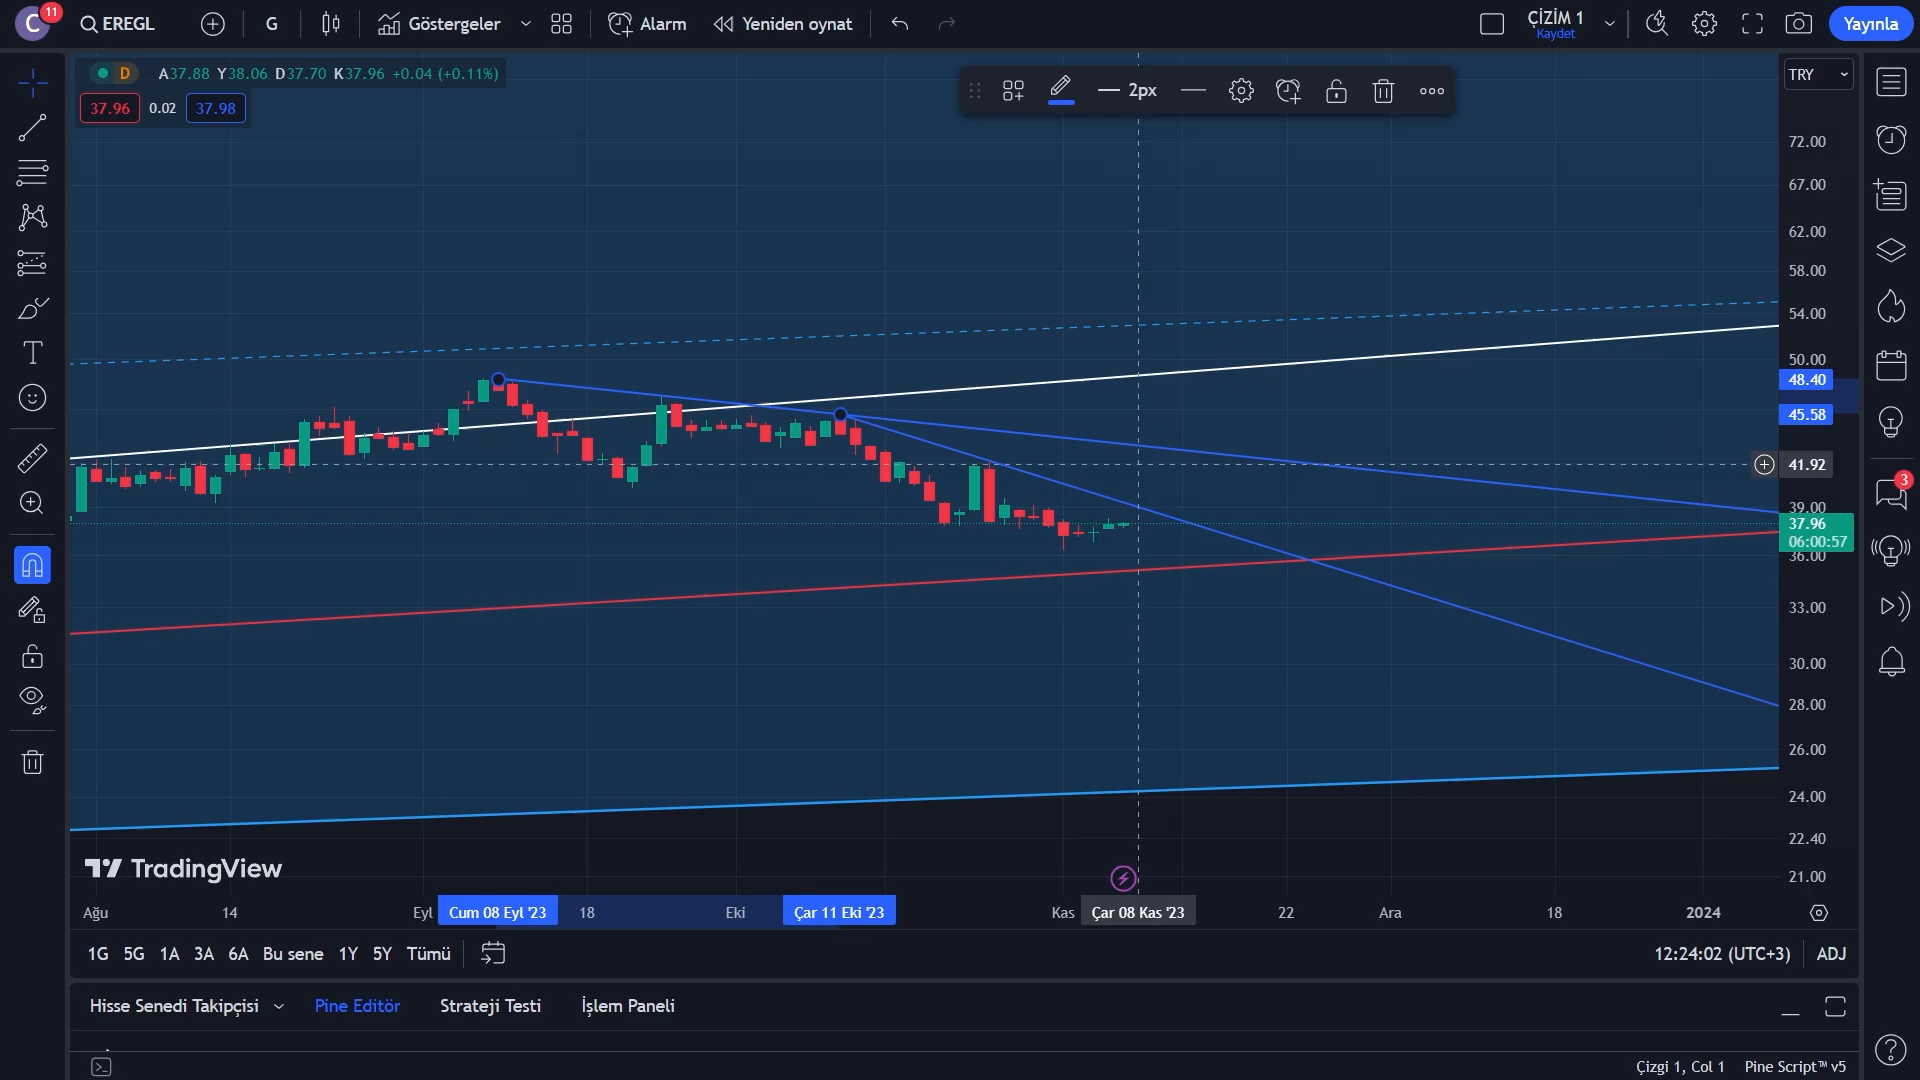 C 11 EREGL G Göstergeler Alarm Yeniden oynat ÇİZİM 1 Kaydet Yayınla
D A37.88 Y38.06 D37.70 K37.96 +0.04 (+0.11%)
37.96 0.02 37.98
2px
TRY
72.00
67.00
62.00
58.00
54.00
50.00
48.40
45.58
41.92
39.00
37.96
06:00:57
36.00
33.00
30.00
28.00
26.00
24.00
22.40
21.00
3
TradingView
Ağu 14 Eyl Cum 08 Eyl '23 18 Eki Çar 11 Eki '23 Kas Çar 08 Kas '23 22 Ara 18 2024
1G 5G 1A 3A 6A Bu sene 1Y 5Y Tümü 12:24:02 (UTC+3) ADJ
Hisse Senedi Takipçisi Pine Editör Strateji Testi İşlem Paneli
Çizgi 1, Col 1 Pine Script™ v5